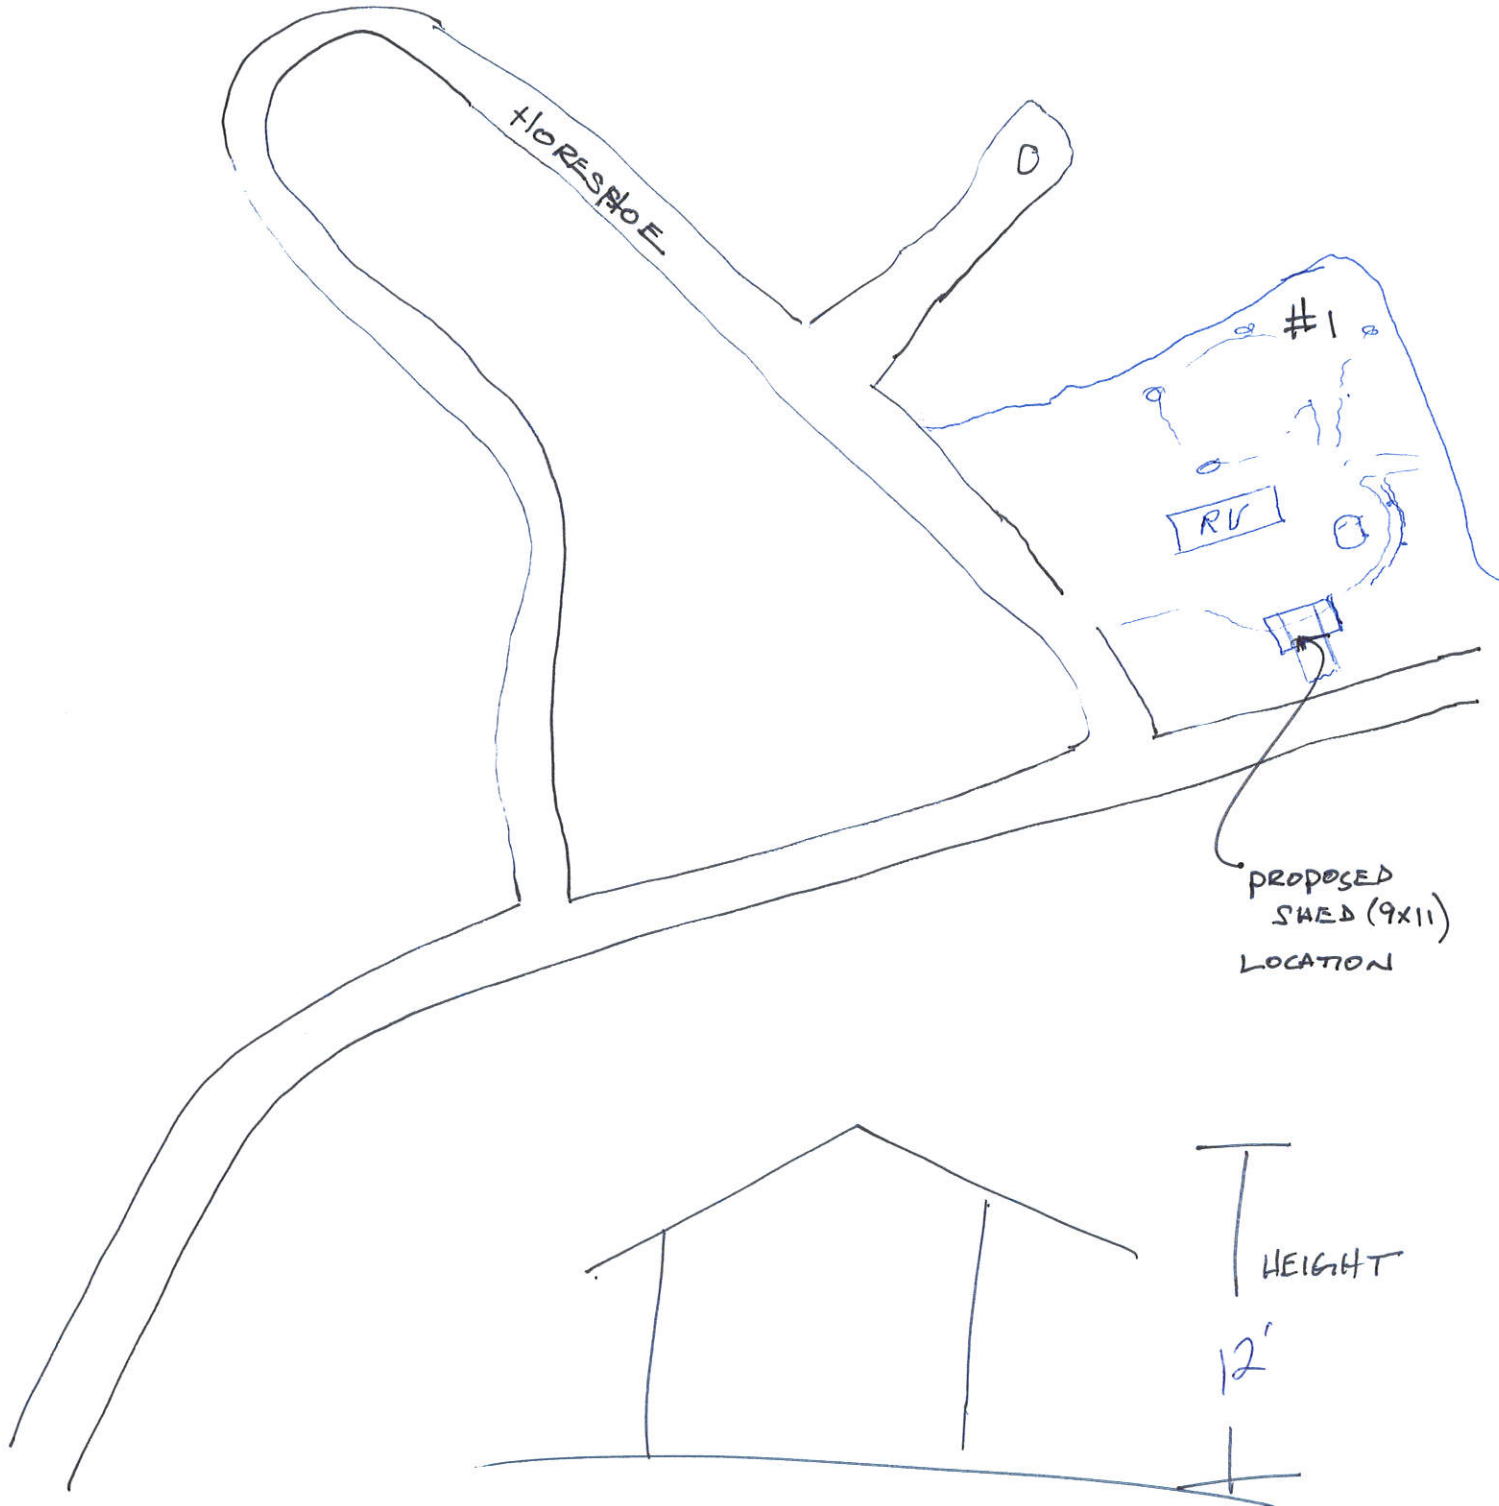 HORESHOE
O
#1
RV
PROPOSED
SHED (9X11)
LOCATION
HEIGHT
12'